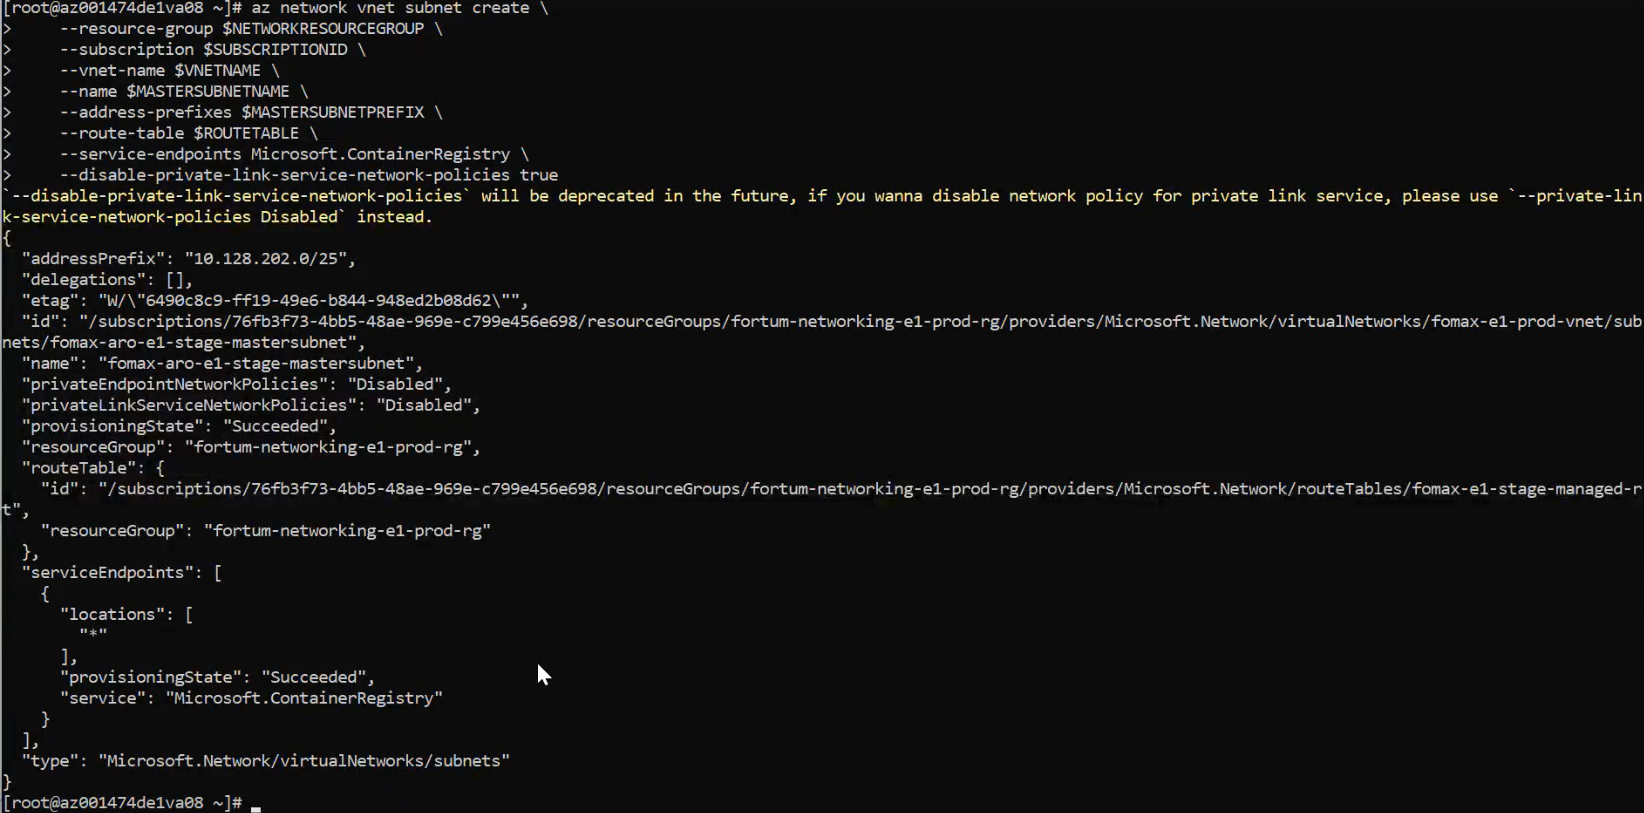 [root@az001474de1va08 ~]# az network vnet subnet create \
>     --resource-group $NETWORKRESOURCEGROUP \
>     --subscription $SUBSCRIPTIONID \
>     --vnet-name $VNETNAME \
>     --name $MASTERSUBNETNAME \
>     --address-prefixes $MASTERSUBNETPREFIX \
>     --route-table $ROUTETABLE \
>     --service-endpoints Microsoft.ContainerRegistry \
>     --disable-private-link-service-network-policies true
`--disable-private-link-service-network-policies` will be deprecated in the future, if you wanna disable network policy for private link service, please use `--private-lin
k-service-network-policies Disabled` instead.
{
  "addressPrefix": "10.128.202.0/25",
  "delegations": [],
  "etag": "W/\"6490c8c9-ff19-49e6-b844-948ed2b08d62\"",
  "id": "/subscriptions/76fb3f73-4bb5-48ae-969e-c799e456e698/resourceGroups/fortum-networking-e1-prod-rg/providers/Microsoft.Network/virtualNetworks/fomax-e1-prod-vnet/sub
nets/fomax-aro-e1-stage-mastersubnet",
  "name": "fomax-aro-e1-stage-mastersubnet",
  "privateEndpointNetworkPolicies": "Disabled",
  "privateLinkServiceNetworkPolicies": "Disabled",
  "provisioningState": "Succeeded",
  "resourceGroup": "fortum-networking-e1-prod-rg",
  "routeTable": {
    "id": "/subscriptions/76fb3f73-4bb5-48ae-969e-c799e456e698/resourceGroups/fortum-networking-e1-prod-rg/providers/Microsoft.Network/routeTables/fomax-e1-stage-managed-r
t",
    "resourceGroup": "fortum-networking-e1-prod-rg"
  },
  "serviceEndpoints": [
    {
      "locations": [
        "*"
      ],
      "provisioningState": "Succeeded",
      "service": "Microsoft.ContainerRegistry"
    }
  ],
  "type": "Microsoft.Network/virtualNetworks/subnets"
}
[root@az001474de1va08 ~]#